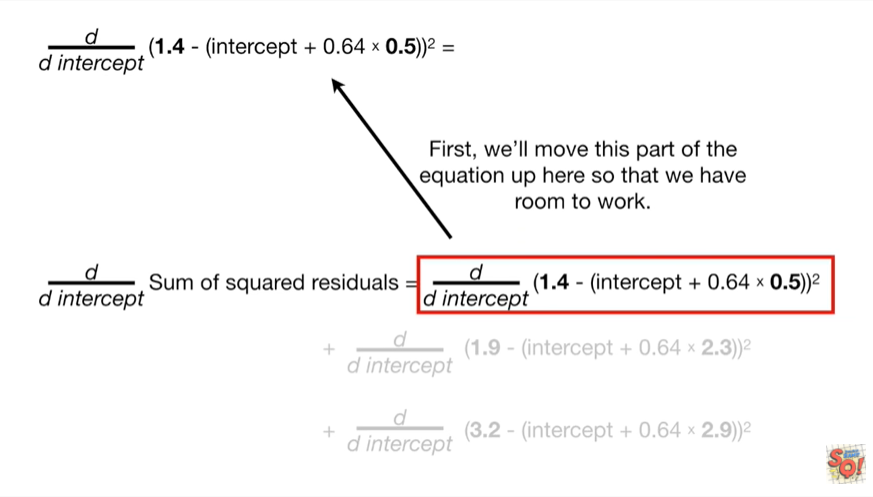 d
d intercept (1.4 - (intercept + 0.64 × 0.5))² =
First, we’ll move this part of the
equation up here so that we have
room to work.
d
d intercept Sum of squared residuals = d
d intercept (1.4 - (intercept + 0.64 × 0.5))²
+ d
d intercept (1.9 - (intercept + 0.64 × 2.3))²
+ d
d intercept (3.2 - (intercept + 0.64 × 2.9))²
SQ!